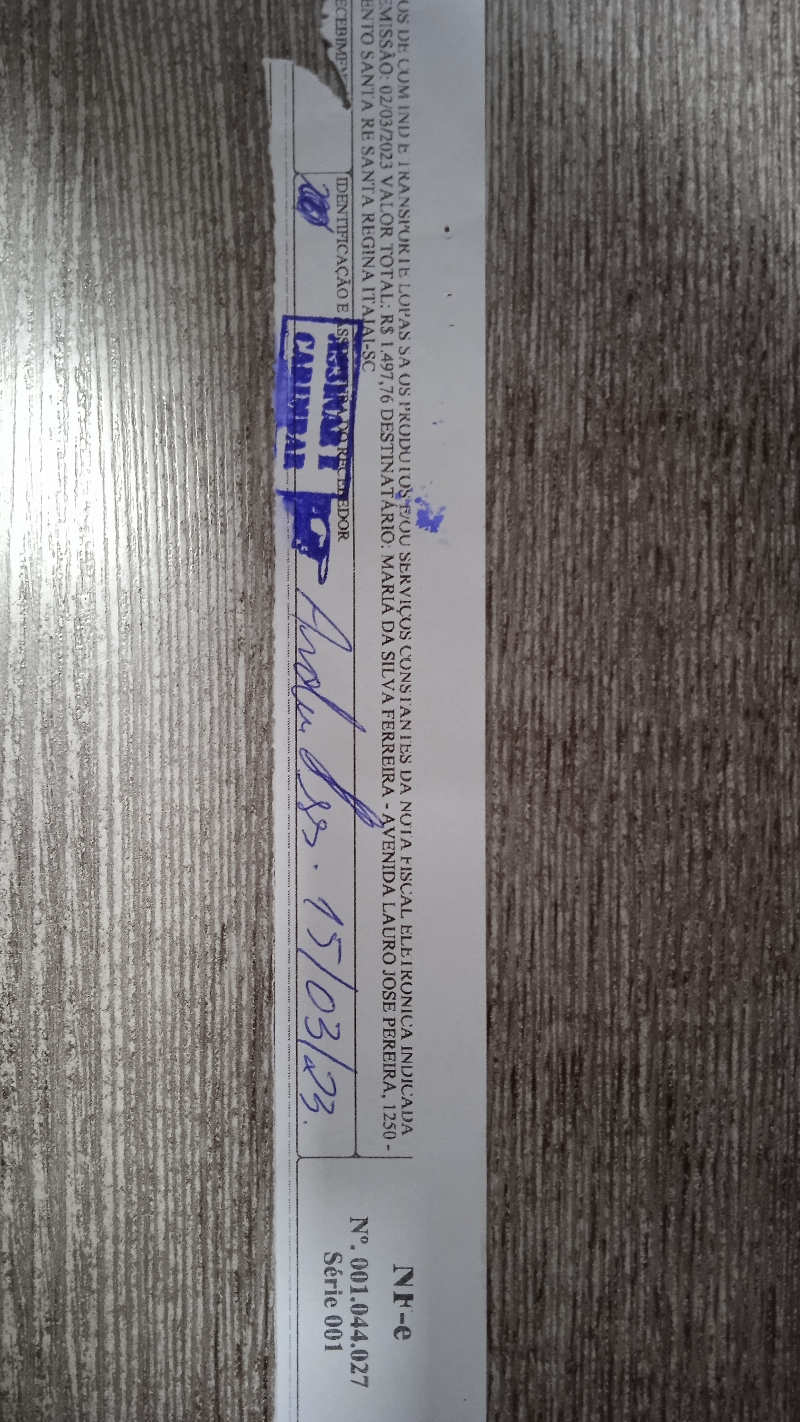 OS DE COM IND E TRANSPORTE LOPAS SA OS PRODUTOS E/OU SERVIÇOS CONSTANTES DA NOTA FISCAL ELETRONICA INDICADA
EMISSÃO: 02/03/2023 VALOR TOTAL: R$ 1.497,76 DESTINATÁRIO: MARIA DA SILVA FERREIRA - AVENIDA LAURO JOSE PEREIRA, 1250 -
ENTO SANTA RE SANTA REGINA ITAJAI-SC
ECEBIMEN
IDENTIFICAÇÃO E ASSINATURA DO RECEBEDOR
ASSINAR E
CARIMBAR
15/03/23.
NF-e
Nº. 001.044.027
Série 001